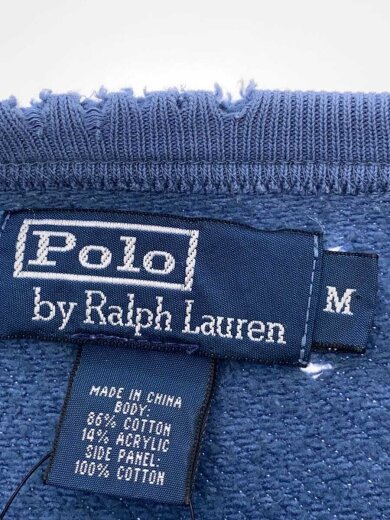 Polo
by Ralph Lauren
M
MADE IN CHINA
BODY:
86% COTTON
14% ACRYLIC
SIDE PANEL:
100% COTTON